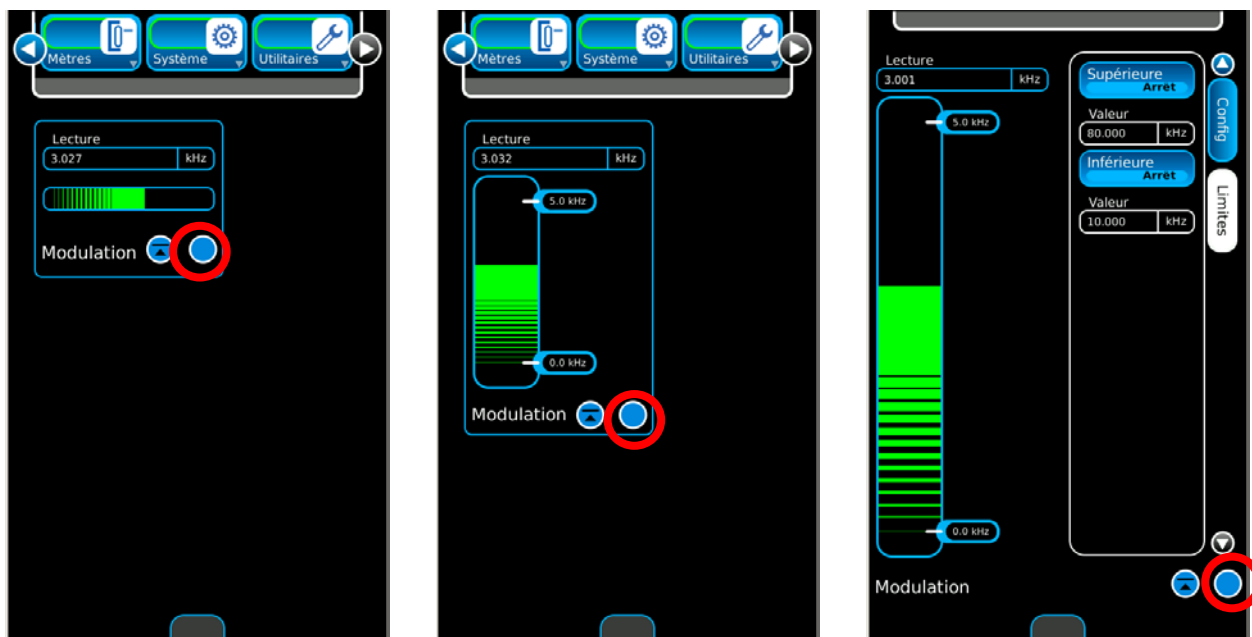 Mètres
Système
Utilitaires
Lecture
3.027 kHz
Modulation
Mètres
Système
Utilitaires
Lecture
3.032 kHz
5.0 kHz
0.0 kHz
Modulation
Lecture
3.001 kHz
5.0 kHz
0.0 kHz
Modulation
Supérieure
Arrêt
Valeur
80.000 kHz
Inférieure
Arrêt
Valeur
10.000 kHz
Config
Limites